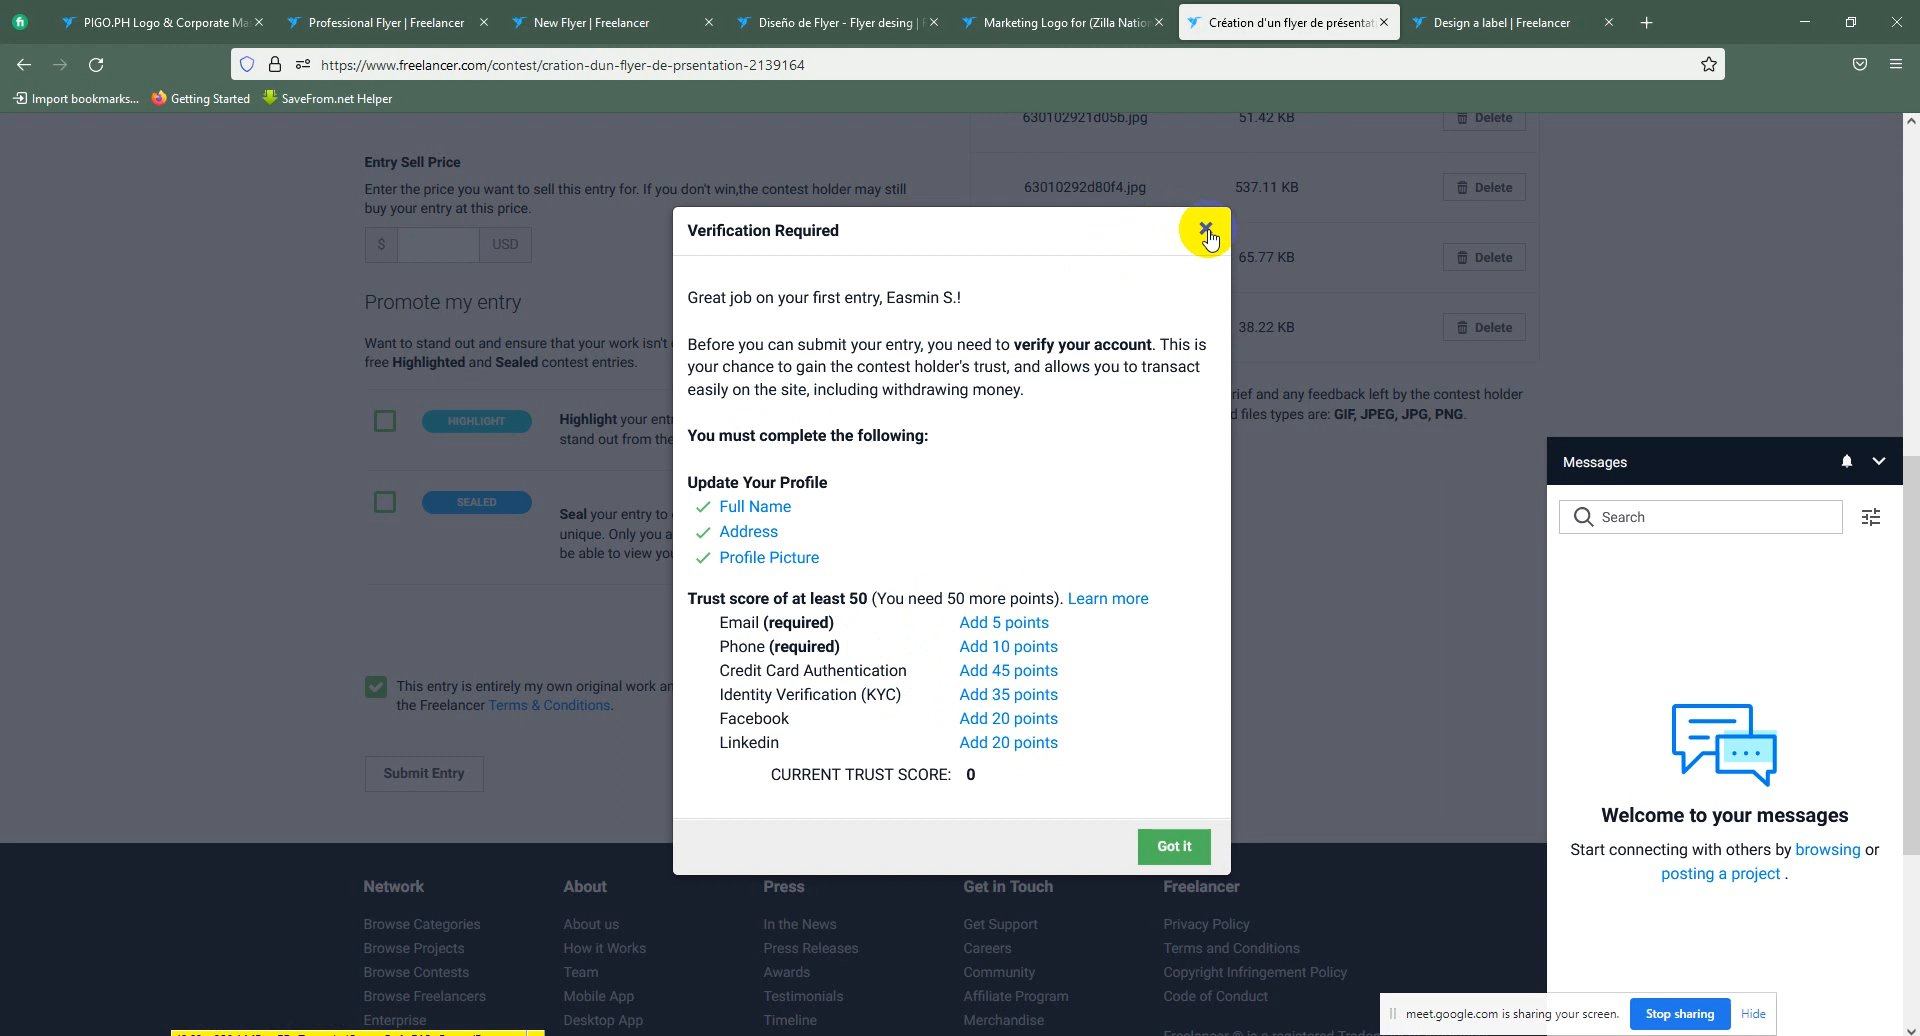 PIGO.PH Logo & Corporate Ma
Professional Flyer | Freelancer
New Flyer | Freelancer
Diseño de Flyer - Flyer desing |
Marketing Logo for (Zilla Nation
Création d'un flyer de présentat
Design a label | Freelancer
https://www.freelancer.com/contest/cration-dun-flyer-de-prsentation-2139164
Import bookmarks...
Getting Started
SaveFrom.net Helper
630102921d05b.jpg 51.42 KB Delete
Entry Sell Price
Enter the price you want to sell this entry for. If you don't win,the contest holder may still
buy your entry at this price.
$ USD
63010292d80f4.jpg 537.11 KB Delete
65.77 KB Delete
38.22 KB Delete
Promote my entry
Want to stand out and ensure that your work isn't
free Highlighted and Sealed contest entries.
HIGHLIGHT
Highlight your ent
stand out from the
SEALED
Seal your entry to
unique. Only you a
be able to view yo
rief and any feedback left by the contest holder
d files types are: GIF, JPEG, JPG, PNG.
This entry is entirely my own original work an
the Freelancer Terms & Conditions.
Submit Entry
Verification Required
Great job on your first entry, Easmin S.!
Before you can submit your entry, you need to verify your account. This is
your chance to gain the contest holder's trust, and allows you to transact
easily on the site, including withdrawing money.
You must complete the following:
Update Your Profile
Full Name
Address
Profile Picture
Trust score of at least 50 (You need 50 more points). Learn more
Email (required) Add 5 points
Phone (required) Add 10 points
Credit Card Authentication Add 45 points
Identity Verification (KYC) Add 35 points
Facebook Add 20 points
Linkedin Add 20 points
CURRENT TRUST SCORE: 0
Got it
Messages
Search
Welcome to your messages
Start connecting with others by browsing or
posting a project .
Network About Press Get in Touch Freelancer
Browse Categories About us In the News Get Support Privacy Policy
Browse Projects How it Works Press Releases Careers Terms and Conditions
Browse Contests Team Awards Community Copyright Infringement Policy
Browse Freelancers Mobile App Testimonials Affiliate Program Code of Conduct
Enterprise Desktop App Timeline Merchandise
meet.google.com is sharing your screen.
Stop sharing
Hide